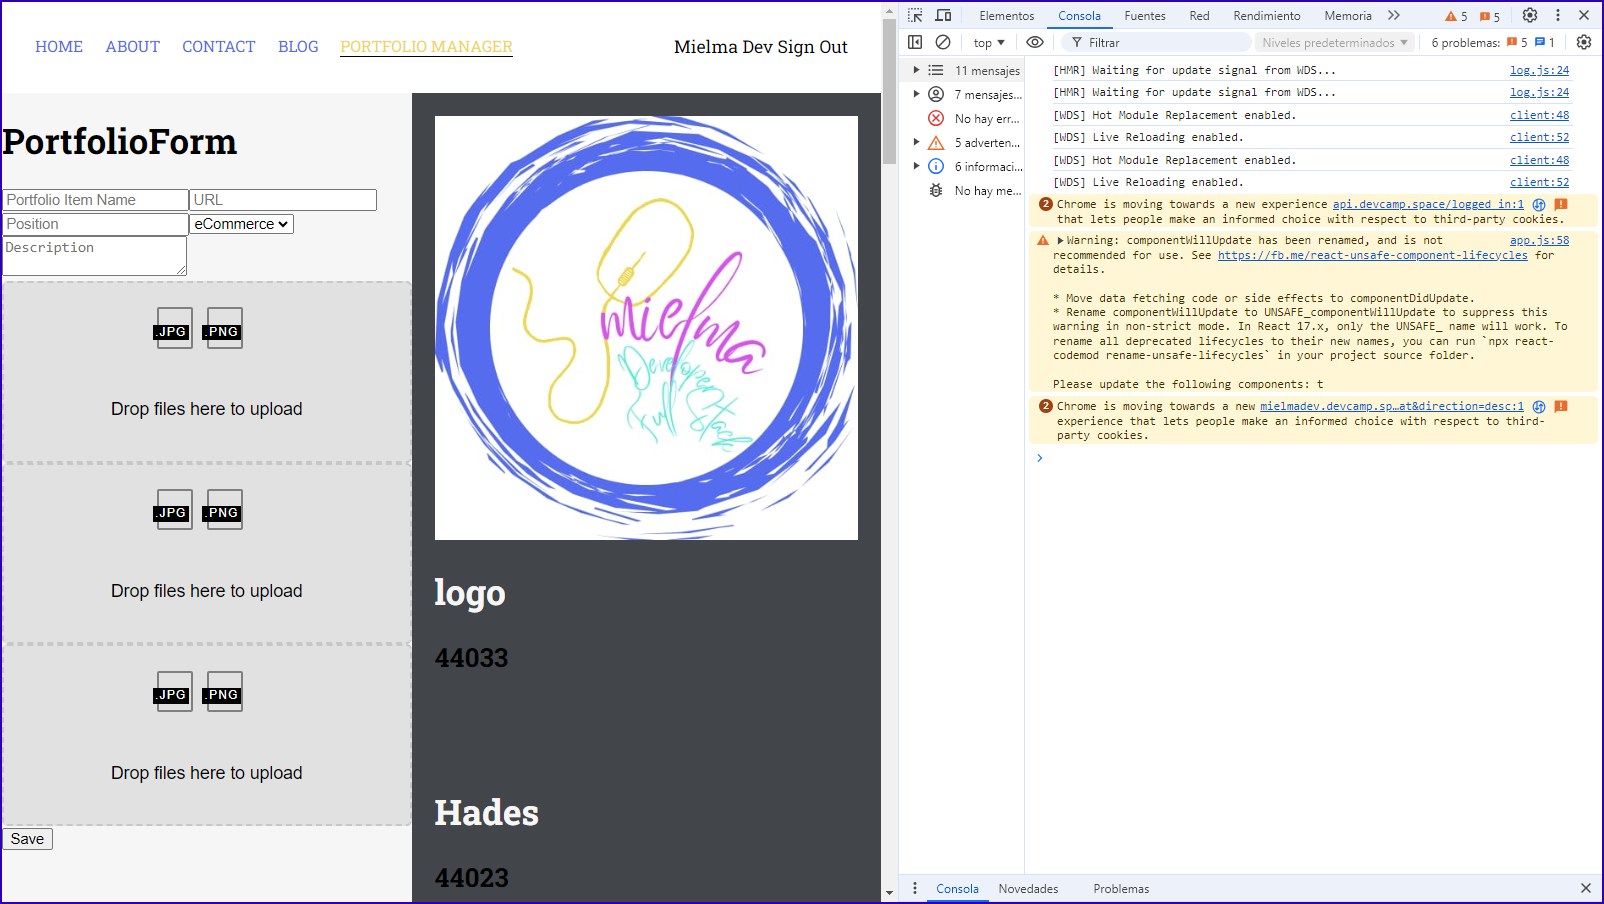 HOME ABOUT CONTACT BLOG PORTFOLIO MANAGER Mielma Dev Sign Out
PortfolioForm
Portfolio Item Name URL
Position eCommerce
Description
.JPG .PNG
Drop files here to upload
.JPG .PNG
Drop files here to upload
.JPG .PNG
Drop files here to upload
Save
mielma
Developer
Full Stack
logo
44033
Hades
44023
Elementos Consola Fuentes Red Rendimiento Memoria 5 5
top Filtrar Niveles predeterminados 6 problemas: 5 1
11 mensajes
7 mensajes...
No hay err...
5 adverten...
6 informaci...
No hay me...
[HMR] Waiting for update signal from WDS... log.js:24
[HMR] Waiting for update signal from WDS... log.js:24
[WDS] Hot Module Replacement enabled. client:48
[WDS] Live Reloading enabled. client:52
[WDS] Hot Module Replacement enabled. client:48
[WDS] Live Reloading enabled. client:52
2 Chrome is moving towards a new experience api.devcamp.space/logged_in:1
that lets people make an informed choice with respect to third-party cookies.
Warning: componentWillUpdate has been renamed, and is not app.js:58
recommended for use. See https://fb.me/react-unsafe-component-lifecycles for
details.
* Move data fetching code or side effects to componentDidUpdate.
* Rename componentWillUpdate to UNSAFE_componentWillUpdate to suppress this
warning in non-strict mode. In React 17.x, only the UNSAFE_ name will work. To
rename all deprecated lifecycles to their new names, you can run `npx react-
codemod rename-unsafe-lifecycles` in your project source folder.
Please update the following components: t
2 Chrome is moving towards a new mielmadev.devcamp.sp…at&direction=desc:1
experience that lets people make an informed choice with respect to third-
party cookies.
Consola Novedades Problemas